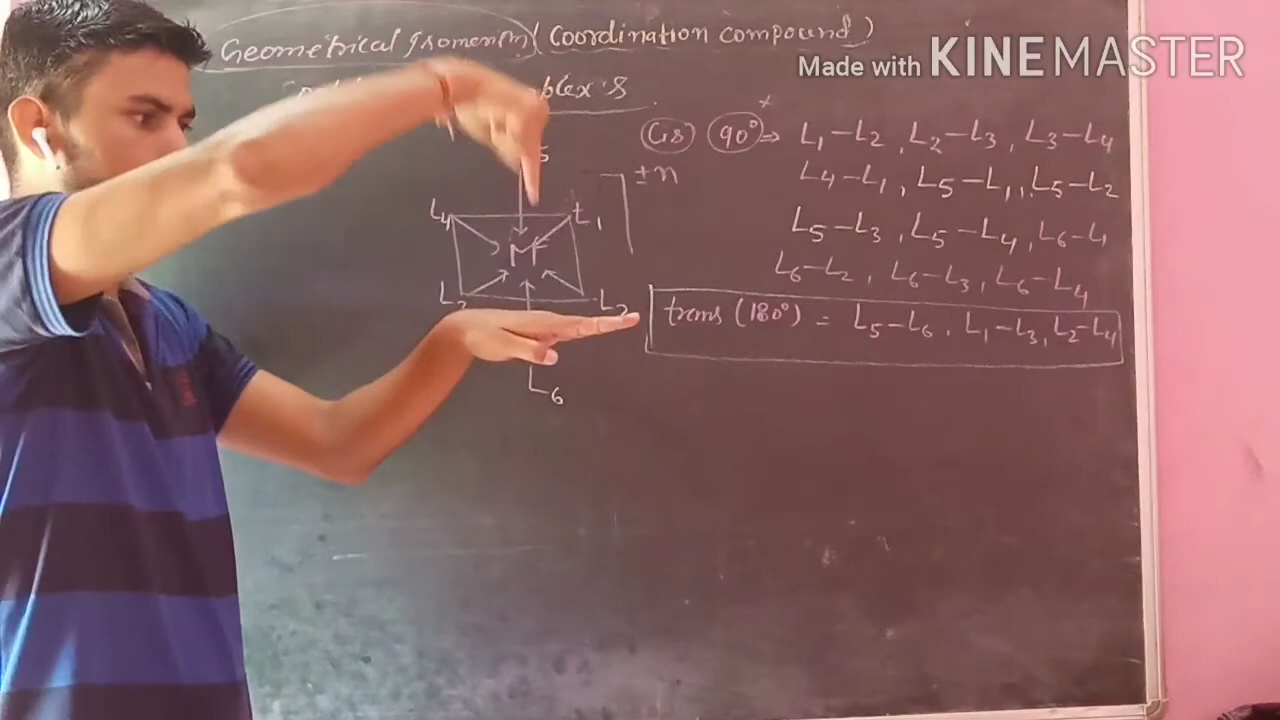 Geometrical Isomerism (Coordination compound)
Made with KINEMASTER
Cis 90° ⇒ L1-L2, L2-L3, L3-L4
L4-L1, L5-L1, L5-L2
L5-L3, L5-L4, L6-L1
L6-L2, L6-L3, L6-L4
trans (180°) = L5-L6, L1-L3, L2-L4
5
±n
L4
L1
M
L3
L2
L6